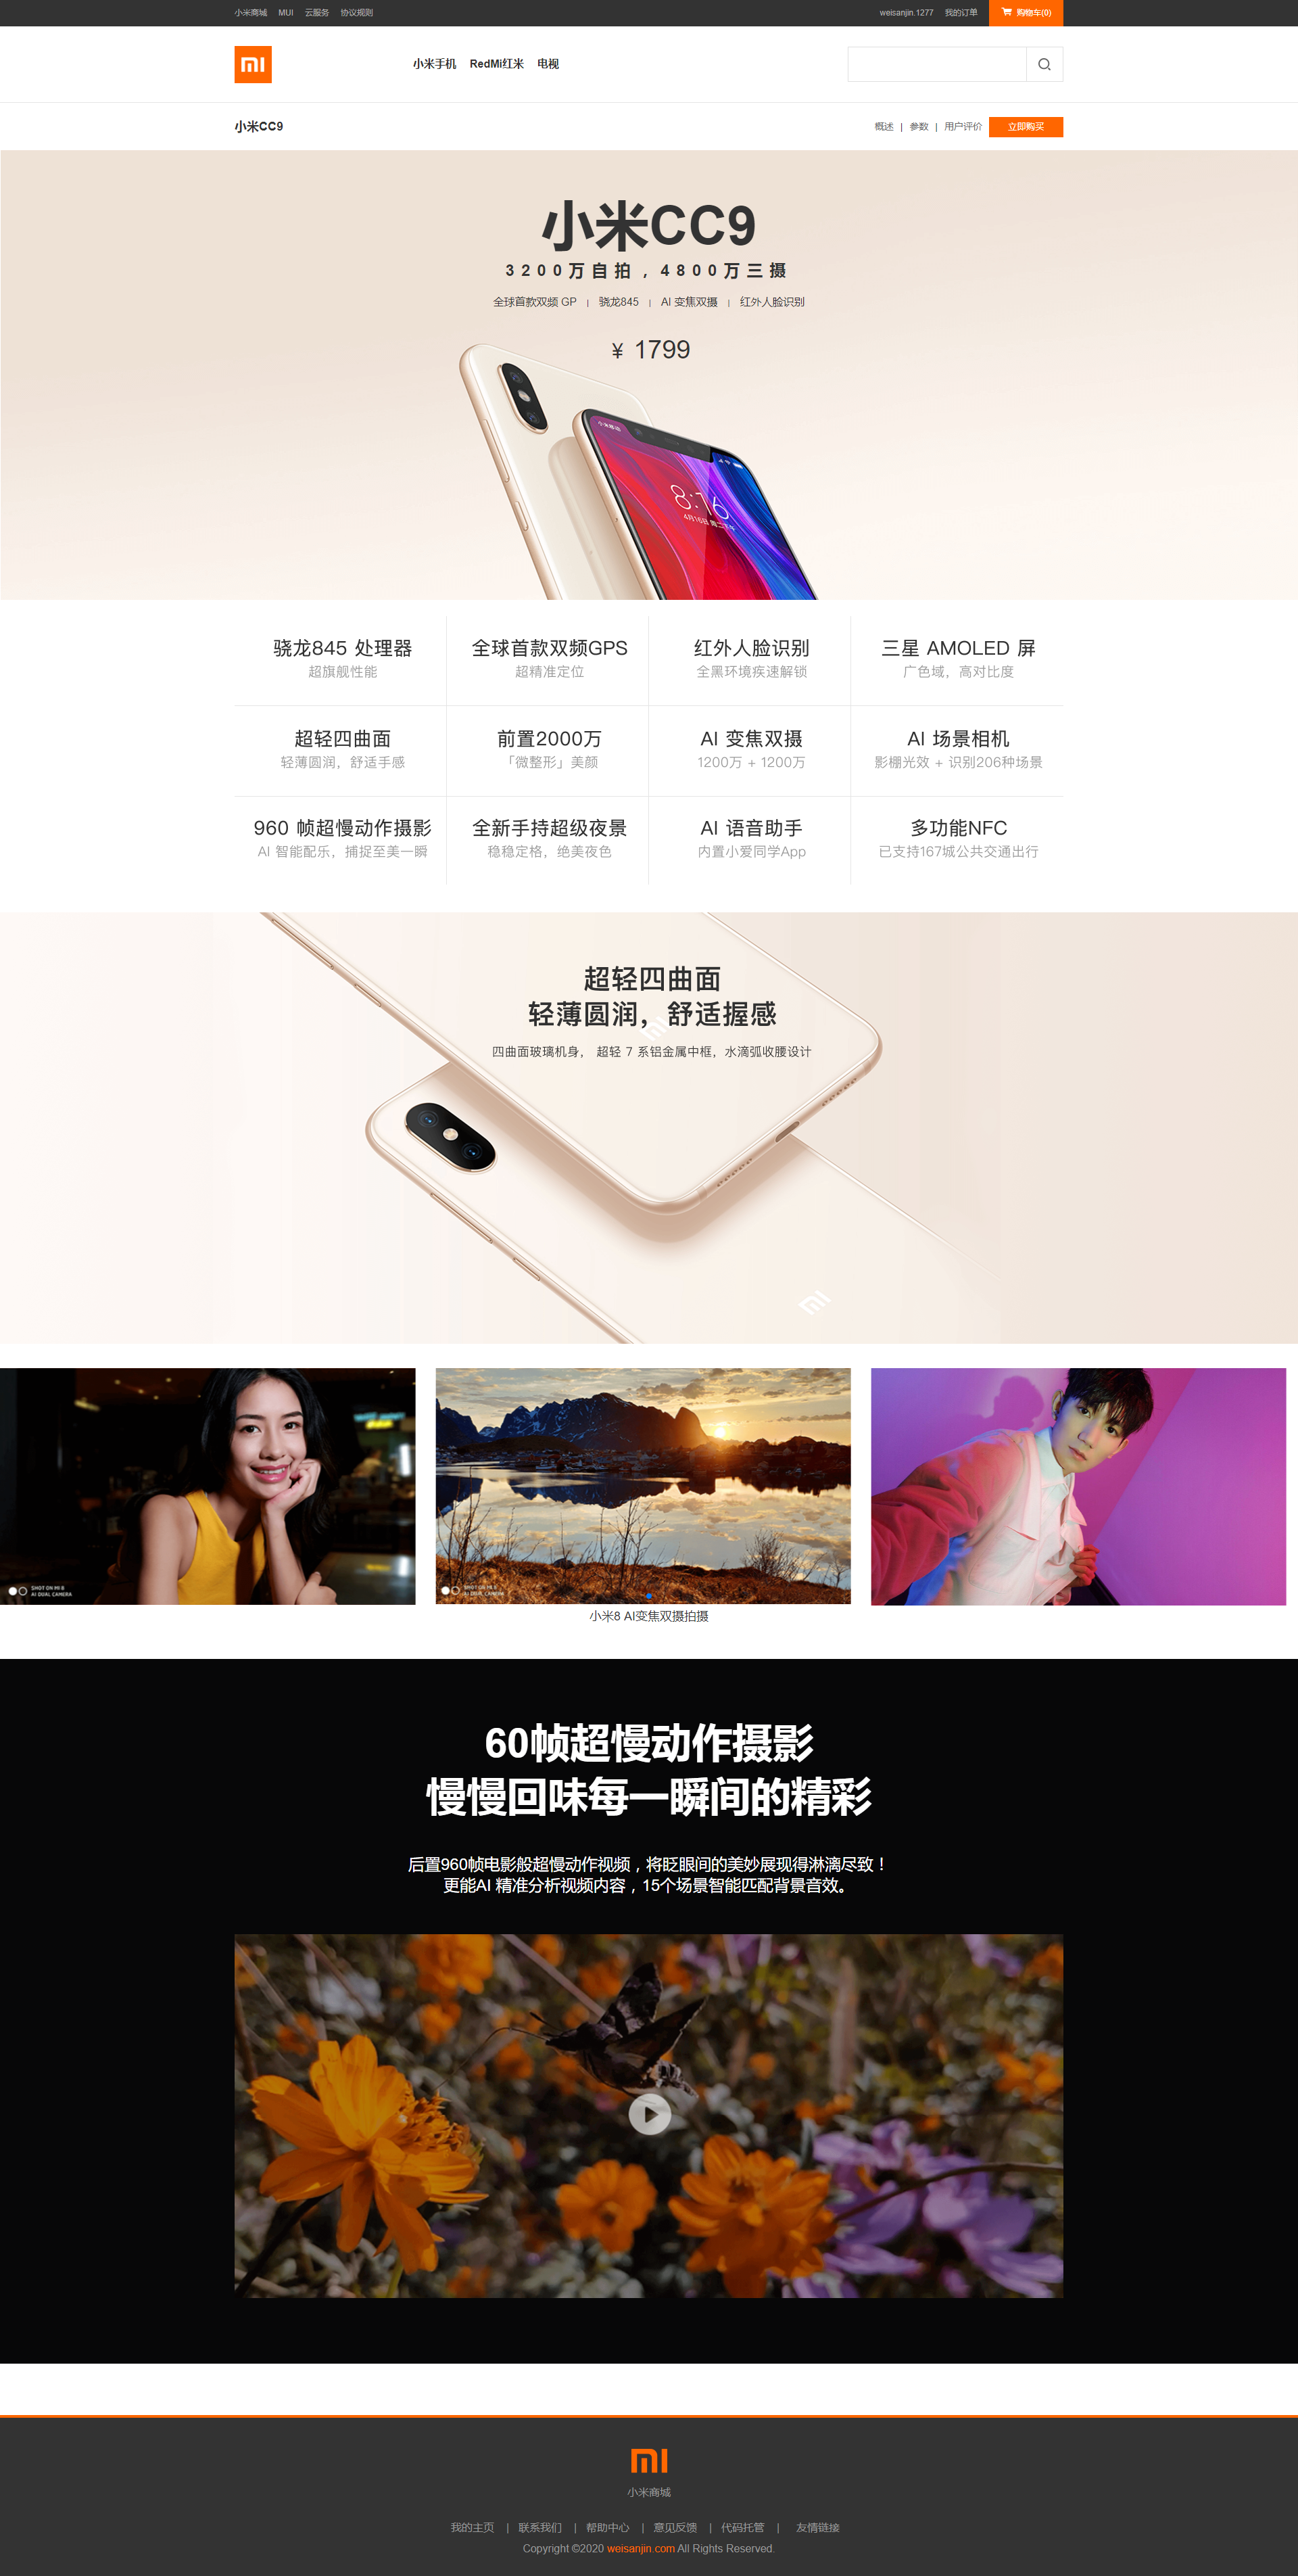 小米商城 MUI 云服务 协议规则 weisanjin.1277 我的订单 购物车(0)
小米手机 RedMi红米 电视
小米CC9 概述 | 参数 | 用户评价 立即购买
小米CC9
3200万自拍，4800万三摄
全球首款双频 GP | 骁龙845 | AI 变焦双摄 | 红外人脸识别
¥ 1799
小米移动
8:16
4月16日 周二下午
骁龙845 处理器 全球首款双频GPS 红外人脸识别 三星 AMOLED 屏
超旗舰性能 超精准定位 全黑环境疾速解锁 广色域，高对比度
超轻四曲面 前置2000万 AI 变焦双摄 AI 场景相机
轻薄圆润，舒适手感 「微整形」美颜 1200万 + 1200万 影棚光效 + 识别206种场景
960 帧超慢动作摄影 全新手持超级夜景 AI 语音助手 多功能NFC
AI 智能配乐，捕捉至美一瞬 稳稳定格，绝美夜色 内置小爱同学App 已支持167城公共交通出行
超轻四曲面
轻薄圆润，舒适握感
四曲面玻璃机身， 超轻 7 系铝金属中框，水滴弧收腰设计
SHOT ON MI 8
AI DUAL CAMERA
SHOT ON MI 8
AI DUAL CAMERA
小米8 AI变焦双摄拍摄
60帧超慢动作摄影
慢慢回味每一瞬间的精彩
后置960帧电影般超慢动作视频，将眨眼间的美妙展现得淋漓尽致！
更能AI 精准分析视频内容，15个场景智能匹配背景音效。
小米商城
我的主页 | 联系我们 | 帮助中心 | 意见反馈 | 代码托管 | 友情链接
Copyright ©2020 weisanjin.com All Rights Reserved.